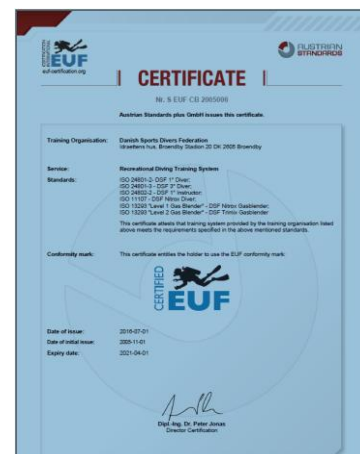 EUF
euf-certification.org
AUSTRIAN
STANDARDS
CERTIFICATE
Nr. S EUF CB 2005006
Austrian Standards plus GmbH issues this certificate.
Training Organisation: Danish Sports Divers Federation
Idraettens hus, Broendby Stadion 20 DK 2605 Broendby
Service: Recreational Diving Training System
Standards: ISO 24801-2- DSF 1* Diver;
ISO 24801-3 - DSF 3* Diver;
ISO 24802-2 - DSF 1* Instructor;
ISO 11107 - DSF Nitrox Diver;
ISO 13293 "Level 1 Gas Blender" - DSF Nitrox Gasblender;
ISO 13293 "Level 2 Gas Blender" - DSF Trimix Gasblender
This certificate attests that training system provided by the training organisation listed
above meets the requirements specified in the above mentioned standards.
Conformity mark: This certificate entitles the holder to use the EUF conformity mark:
CERTIFIED
EUF
Date of issue: 2016-07-01
Date of initial issue: 2005-11-01
Expiry date: 2021-04-01
Dipl.-Ing. Dr. Peter Jonas
Director Certification